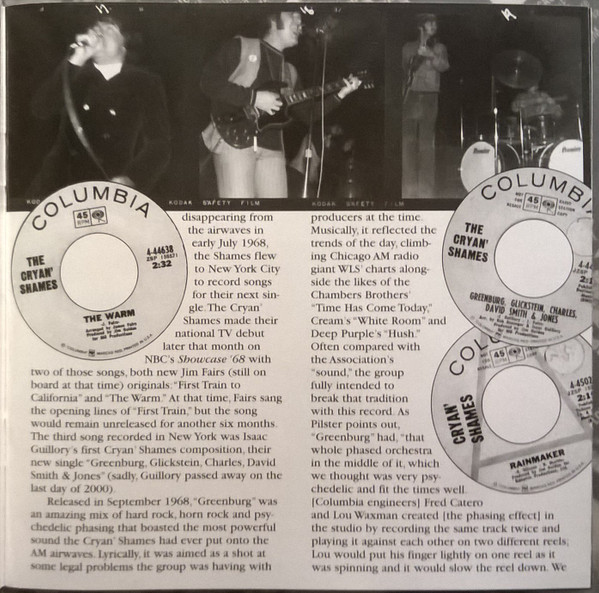 KODAK SAFETY FILM
KODAK SAFETY FILM
Premier
Premier
COLUMBIA
45
RPM
THE
CRYAN'
SHAMES
4-44638
2:32
THE WARM
COLUMBIA
45
RPM
THE
CRYAN'
SHAMES
GREENBURG, GLICKSTEIN, CHARLES,
DAVID SMITH & JONES
45
RPM
CRYAN'
SHAMES
RAINMAKER
disappearing from
the airwaves in
early July 1968,
the Shames flew
to New York City
to record songs
for their next sin-
gle. The Cryan'
Shames made their
national TV debut
later that month on
NBC's Showcase '68 with
two of those songs, both new Jim Fairs (still on
board at that time) originals: "First Train to
California" and "The Warm." At that time, Fairs sang
the opening lines of "First Train," but the song
would remain unreleased for another six months.
The third song recorded in New York was Isaac
Guillory's first Cryan' Shames composition, their
new single "Greenburg, Glickstein, Charles, David
Smith & Jones" (sadly, Guillory passed away on the
last day of 2000).
Released in September 1968, "Greenburg" was
an amazing mix of hard rock, horn rock and psy-
chedelic phasing that boasted the most powerful
sound the Cryan' Shames had ever put onto the
AM airwaves. Lyrically, it was aimed as a shot at
some legal problems the group was having with
producers at the time.
Musically, it reflected the
trends of the day, climb-
ing Chicago AM radio
giant WLS' charts along-
side the likes of the
Chambers Brothers'
"Time Has Come Today,"
Cream's "White Room" and
Deep Purple's "Hush."
Often compared with
the Association's
"sound," the group
fully intended to
break that tradition
with this record. As
Pilster points out,
"Greenburg" had, "that
whole phased orchestra
in the middle of it, which
we thought was very psy-
chedelic and fit the times well.
[Columbia engineers] Fred Catero
and Lou Waxman created [the phasing effect] in
the studio by recording the same track twice and
playing it against each other on two different reels;
Lou would put his finger lightly on one reel as it
was spinning and it would slow the reel down. We